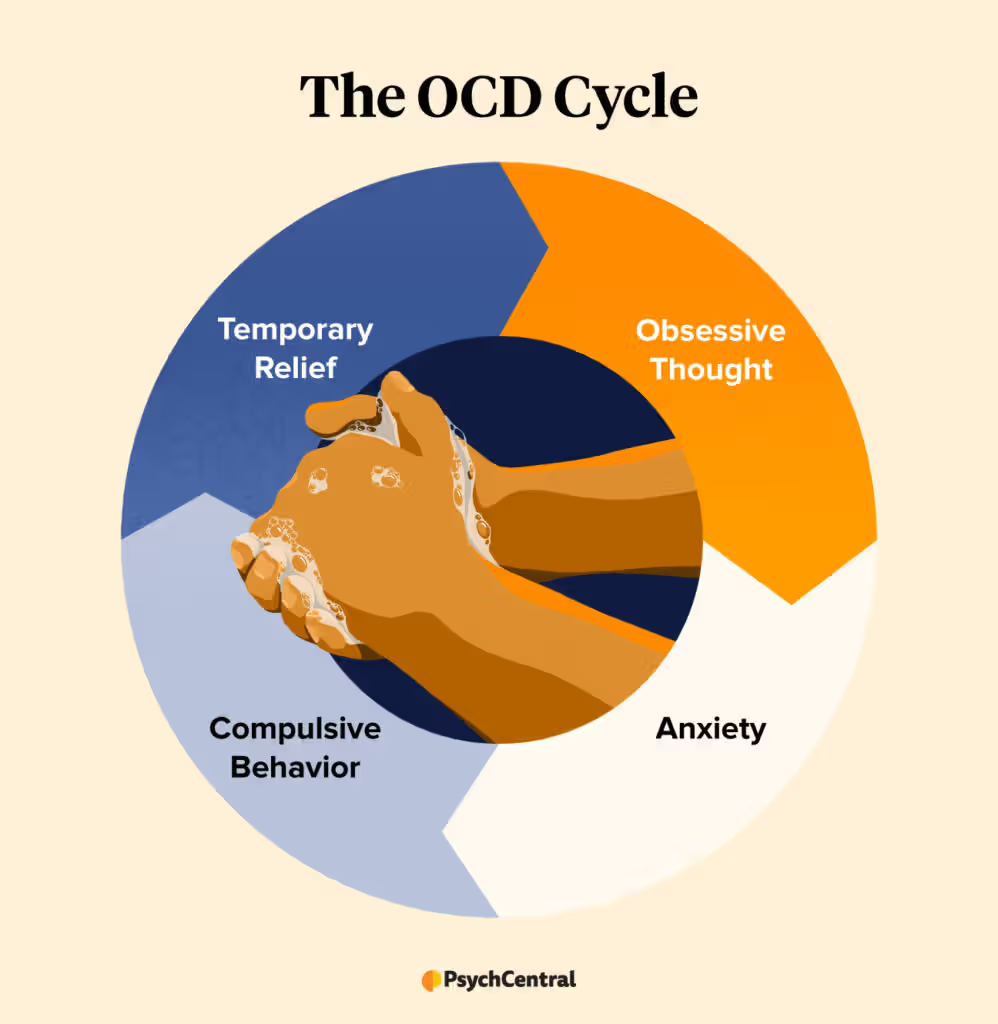 The OCD Cycle
Temporary
Relief
Obsessive
Thought
Compulsive
Behavior
Anxiety
PsychCentral